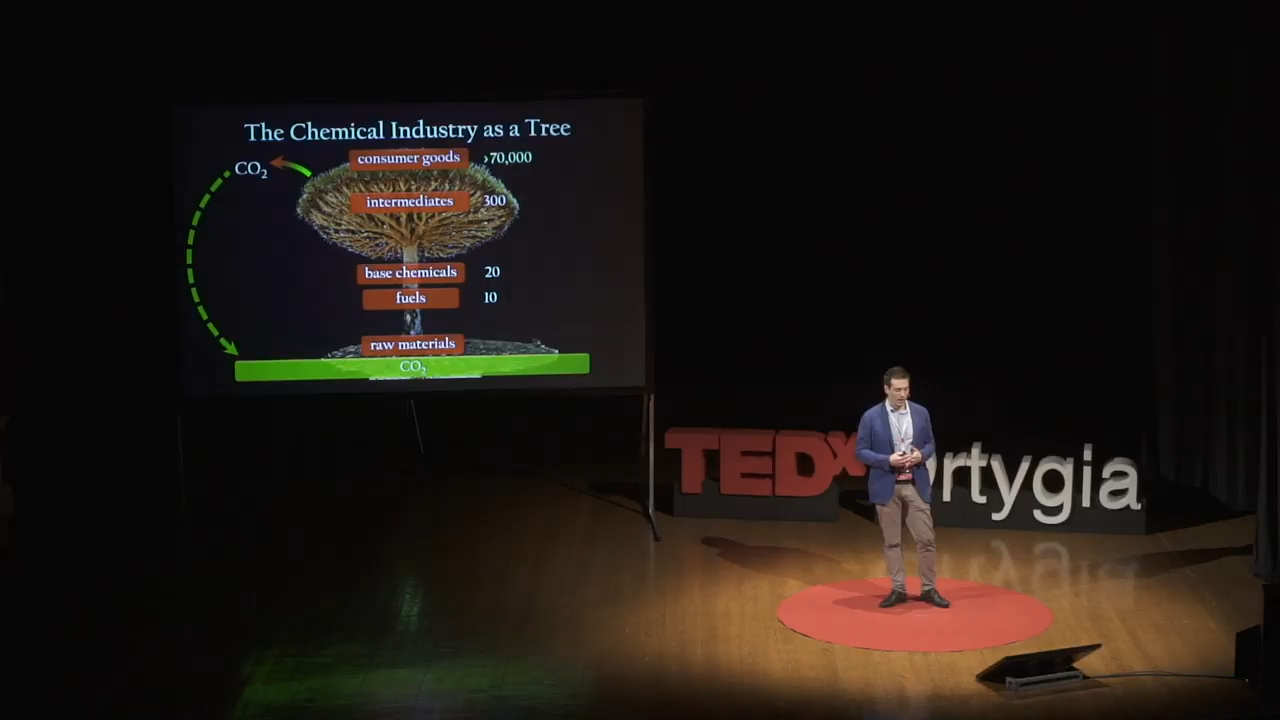 The Chemical Industry as a Tree
CO₂
consumer goods >70,000
intermediates 300
base chemicals 20
fuels 10
raw materials
CO₂
TEDx rtygia